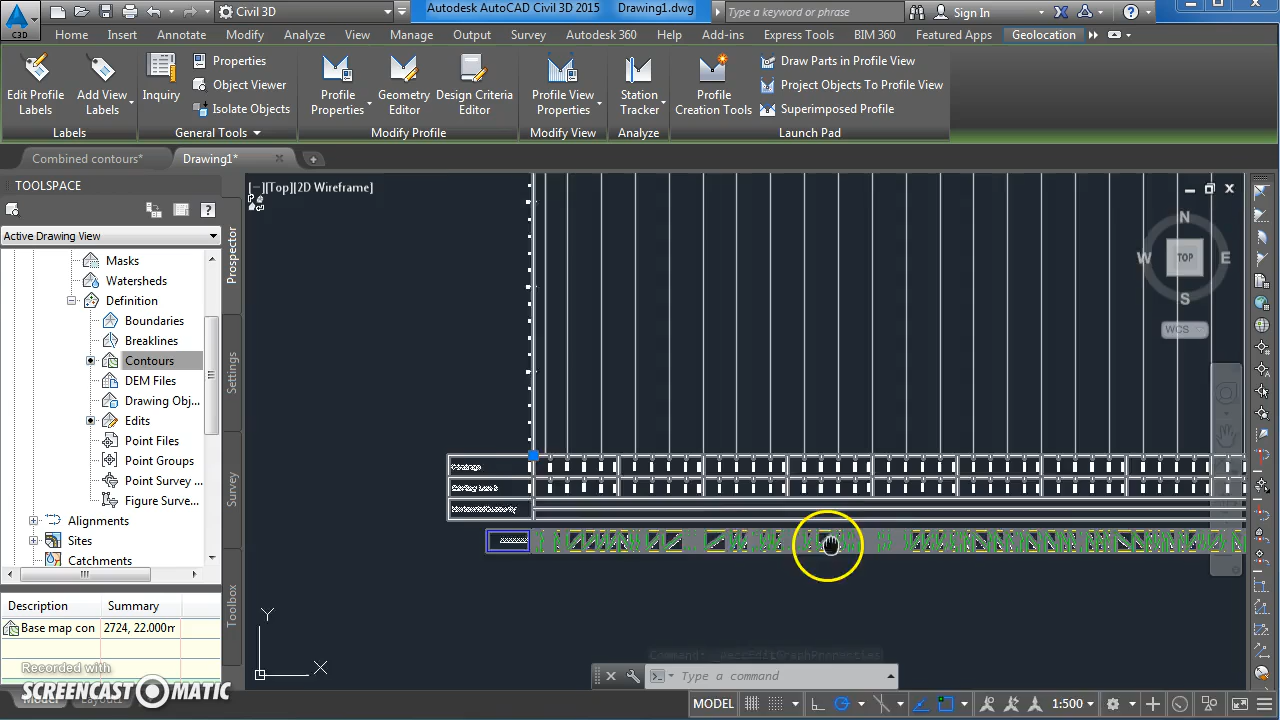 Civil 3D
Autodesk AutoCAD Civil 3D 2015 Drawing1.dwg
Type a keyword or phrase
Sign In
C3D
Home Insert Annotate Modify Analyze View Manage Output Survey Autodesk 360 Help Add-ins Express Tools BIM 360 Featured Apps Geolocation
Edit Profile Labels
Add View Labels
Inquiry
Properties
Object Viewer
Isolate Objects
Profile Properties
Geometry Editor
Design Criteria Editor
Profile View Properties
Station Tracker
Profile Creation Tools
Draw Parts in Profile View
Project Objects To Profile View
Superimposed Profile
Labels General Tools Modify Profile Modify View Analyze Launch Pad
Combined contours* Drawing1*
TOOLSPACE
[−][Top][2D Wireframe]
Active Drawing View
Prospector
Settings
Survey
Toolbox
Masks
Watersheds
Definition
Boundaries
Breaklines
Contours
DEM Files
Drawing Obj...
Edits
Point Files
Point Groups
Point Survey ...
Figure Surve...
Alignments
Sites
Catchments
N
W TOP E
S
WCS
Description Summary
Base map con 2724, 22.000m
Y
X
Type a command
Recorded with
SCREENCAST-O-MATIC
Model Layout1
MODEL 1:500